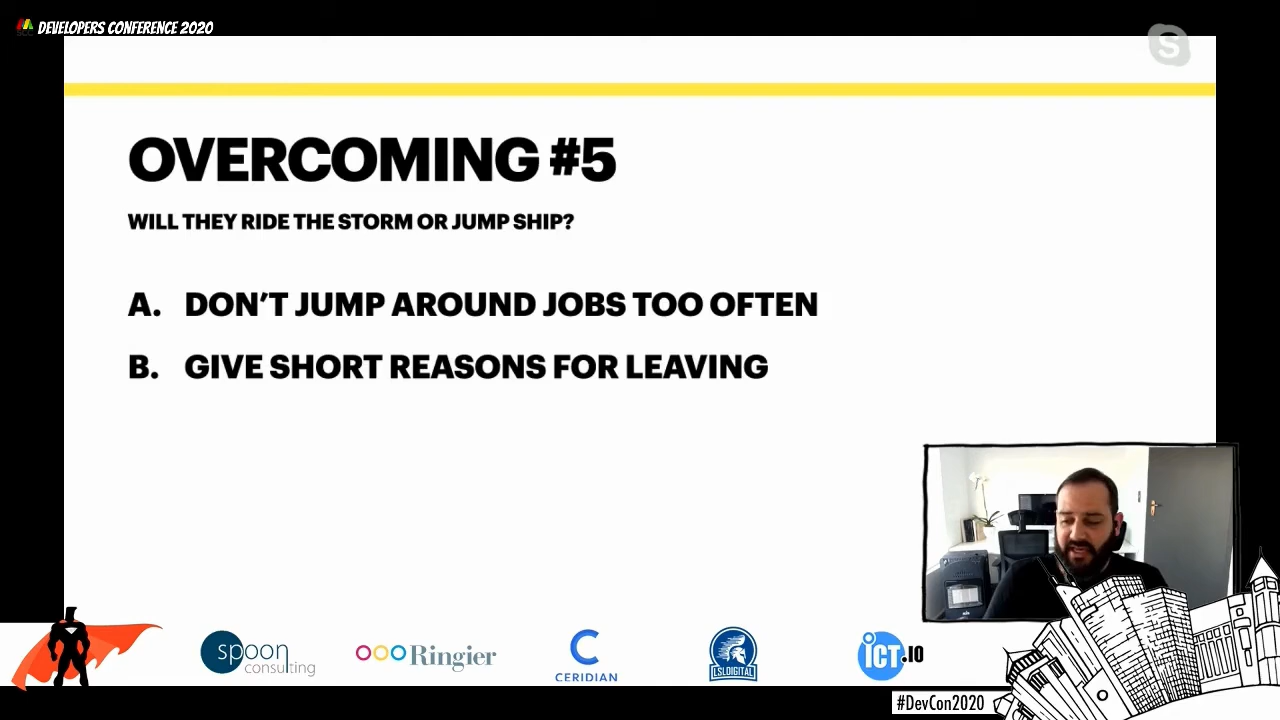 DEVELOPERS CONFERENCE 2020
S
OVERCOMING #5
WILL THEY RIDE THE STORM OR JUMP SHIP?
A. DON'T JUMP AROUND JOBS TOO OFTEN
B. GIVE SHORT REASONS FOR LEAVING
spoon
consulting
Ringier
CERIDIAN
LSLDIGITAL
iCT.IO
#DevCon2020